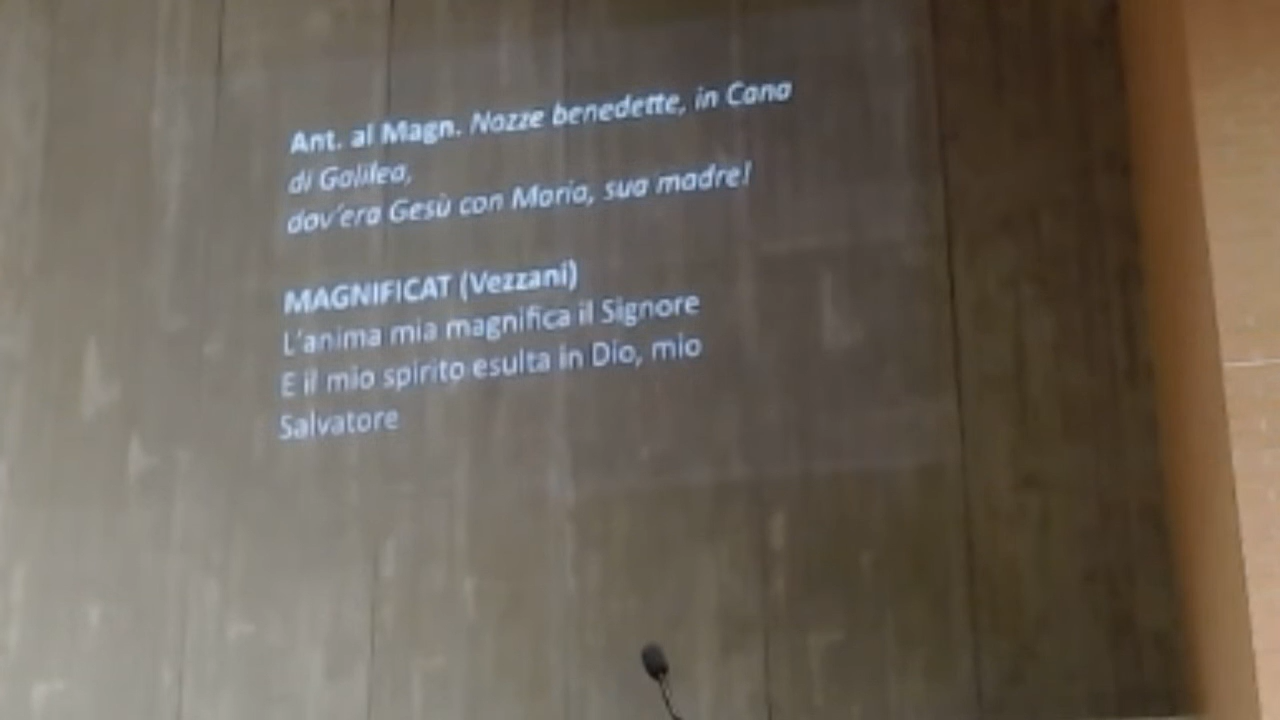 Ant. al Magn. Nozze benedette, in Cana
di Galilea,
dov'era Gesù con Maria, sua madre!
MAGNIFICAT (Vezzani)
L'anima mia magnifica il Signore
E il mio spirito esulta in Dio, mio
Salvatore